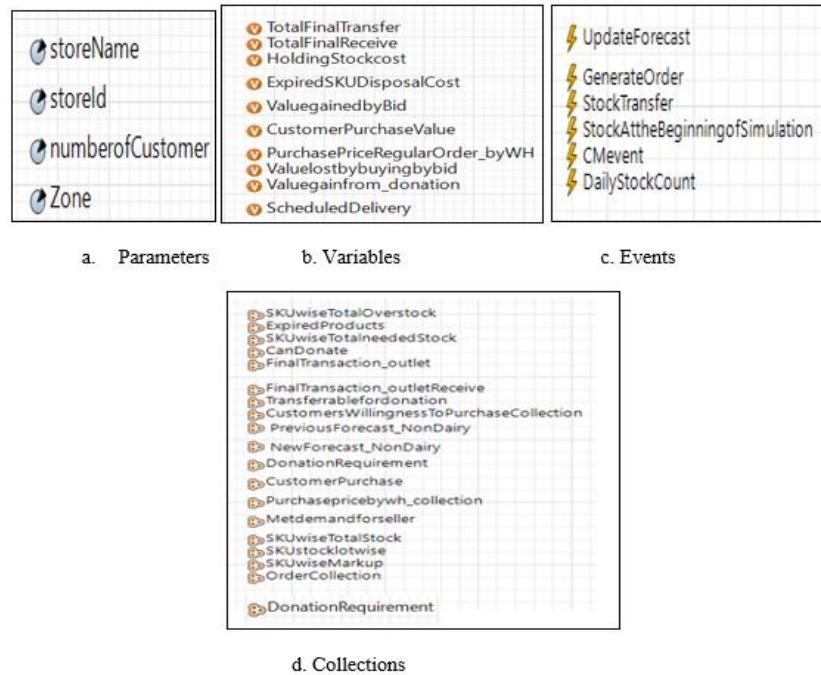 storeName
storeId
numberofCustomer
Zone
TotalFinalTransfer
TotalFinalReceive
HoldingStockcost
ExpiredSKUDisposalCost
ValuegainedbyBid
CustomerPurchaseValue
PurchasePriceRegularOrder_byWH
Valuelostbybuyingbybid
Valuegainfrom_donation
ScheduledDelivery
UpdateForecast
GenerateOrder
StockTransfer
StockAttheBeginningofSimulation
CMevent
DailyStockCount
a. Parameters
b. Variables
c. Events
SKUwiseTotalOverstock
ExpiredProducts
SKUwiseTotalneededStock
CanDonate
FinalTransaction_outlet
FinalTransaction_outletReceive
Transferrablefordonation
CustomersWillingnessToPurchaseCollection
PreviousForecast_NonDairy
NewForecast_NonDairy
DonationRequirement
CustomerPurchase
Purchasepricebywh_collection
Metdemandforseller
SKUwiseTotalStock
SKUstocklotwise
SKUwiseMarkup
OrderCollection
DonationRequirement
d. Collections